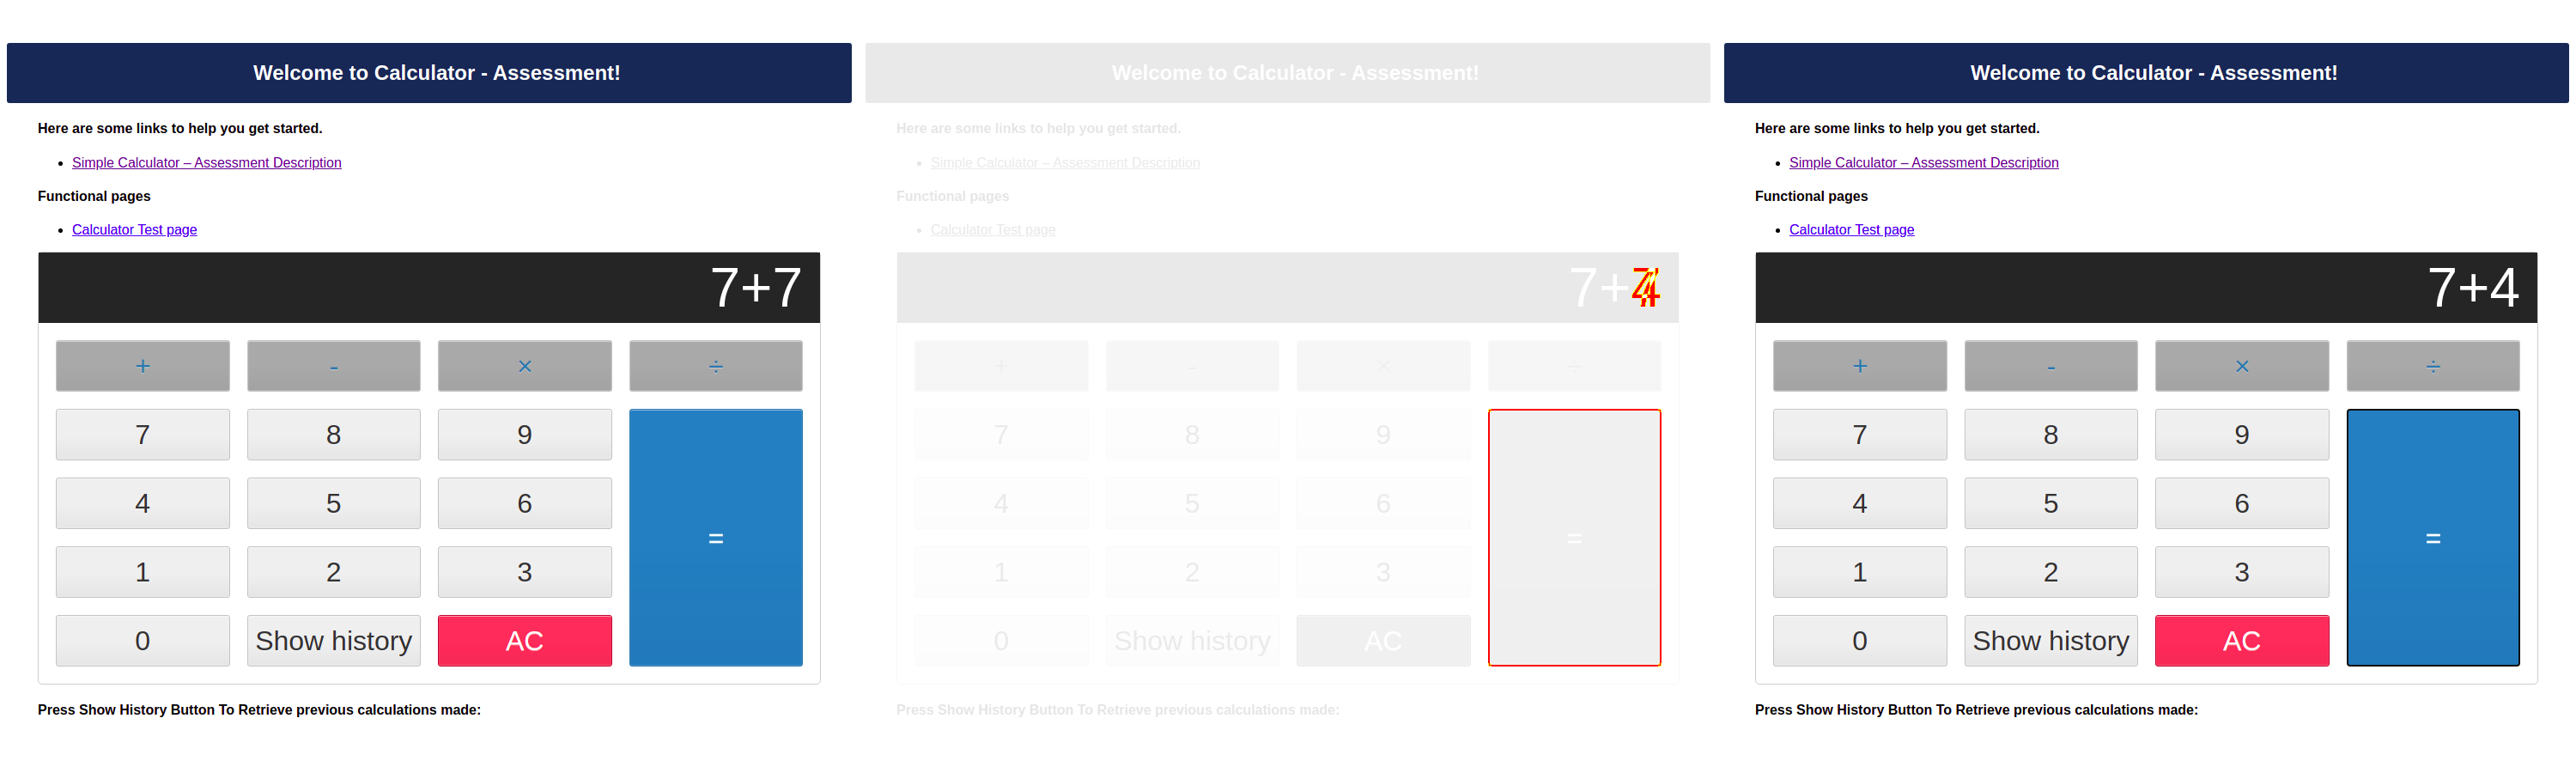 Welcome to Calculator - Assessment!
Here are some links to help you get started.
Simple Calculator – Assessment Description
Functional pages
Calculator Test page
7+7
+ - × ÷
7 8 9
4 5 6
=
1 2 3
0 Show history AC
Press Show History Button To Retrieve previous calculations made:
Welcome to Calculator - Assessment!
Here are some links to help you get started.
Simple Calculator – Assessment Description
Functional pages
Calculator Test page
7+
+ - × ÷
7 8 9
4 5 6
=
1 2 3
0 Show history AC
Press Show History Button To Retrieve previous calculations made:
Welcome to Calculator - Assessment!
Here are some links to help you get started.
Simple Calculator – Assessment Description
Functional pages
Calculator Test page
7+4
+ - × ÷
7 8 9
4 5 6
=
1 2 3
0 Show history AC
Press Show History Button To Retrieve previous calculations made: